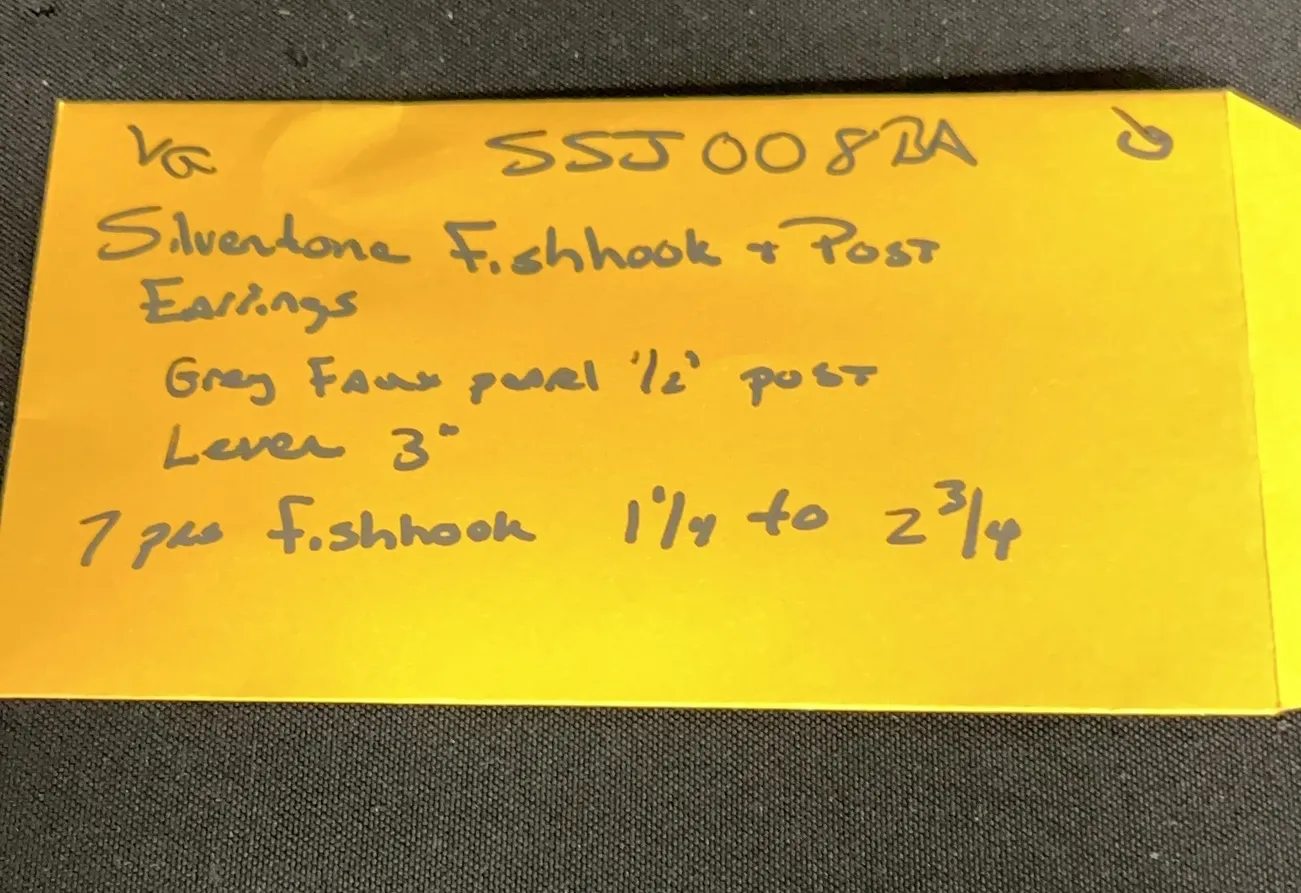 VG SSJ008BA
Silvertone Fishhook + Post
Earrings
Grey Faux pearl 1/2" post
Lever 3"
7 prs fishhook 1 1/4 to 2 3/4